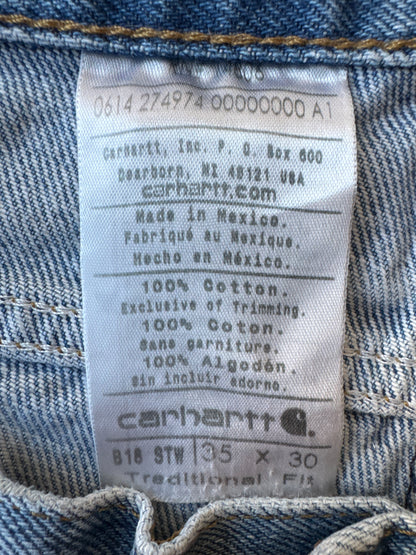 0614 274974 00000000 A1
Carhartt, Inc. P. O. Box 600
Dearborn, MI 48121 USA
carhartt.com
Made in Mexico.
Fabriqué au Mexique.
Hecho en México.
100% Cotton.
Exclusive of Trimming.
100% Coton.
Sans garniture.
100% Algodón.
Sin incluir adorno.
carhartt
B18 STW 35 X 30
Traditional Fit